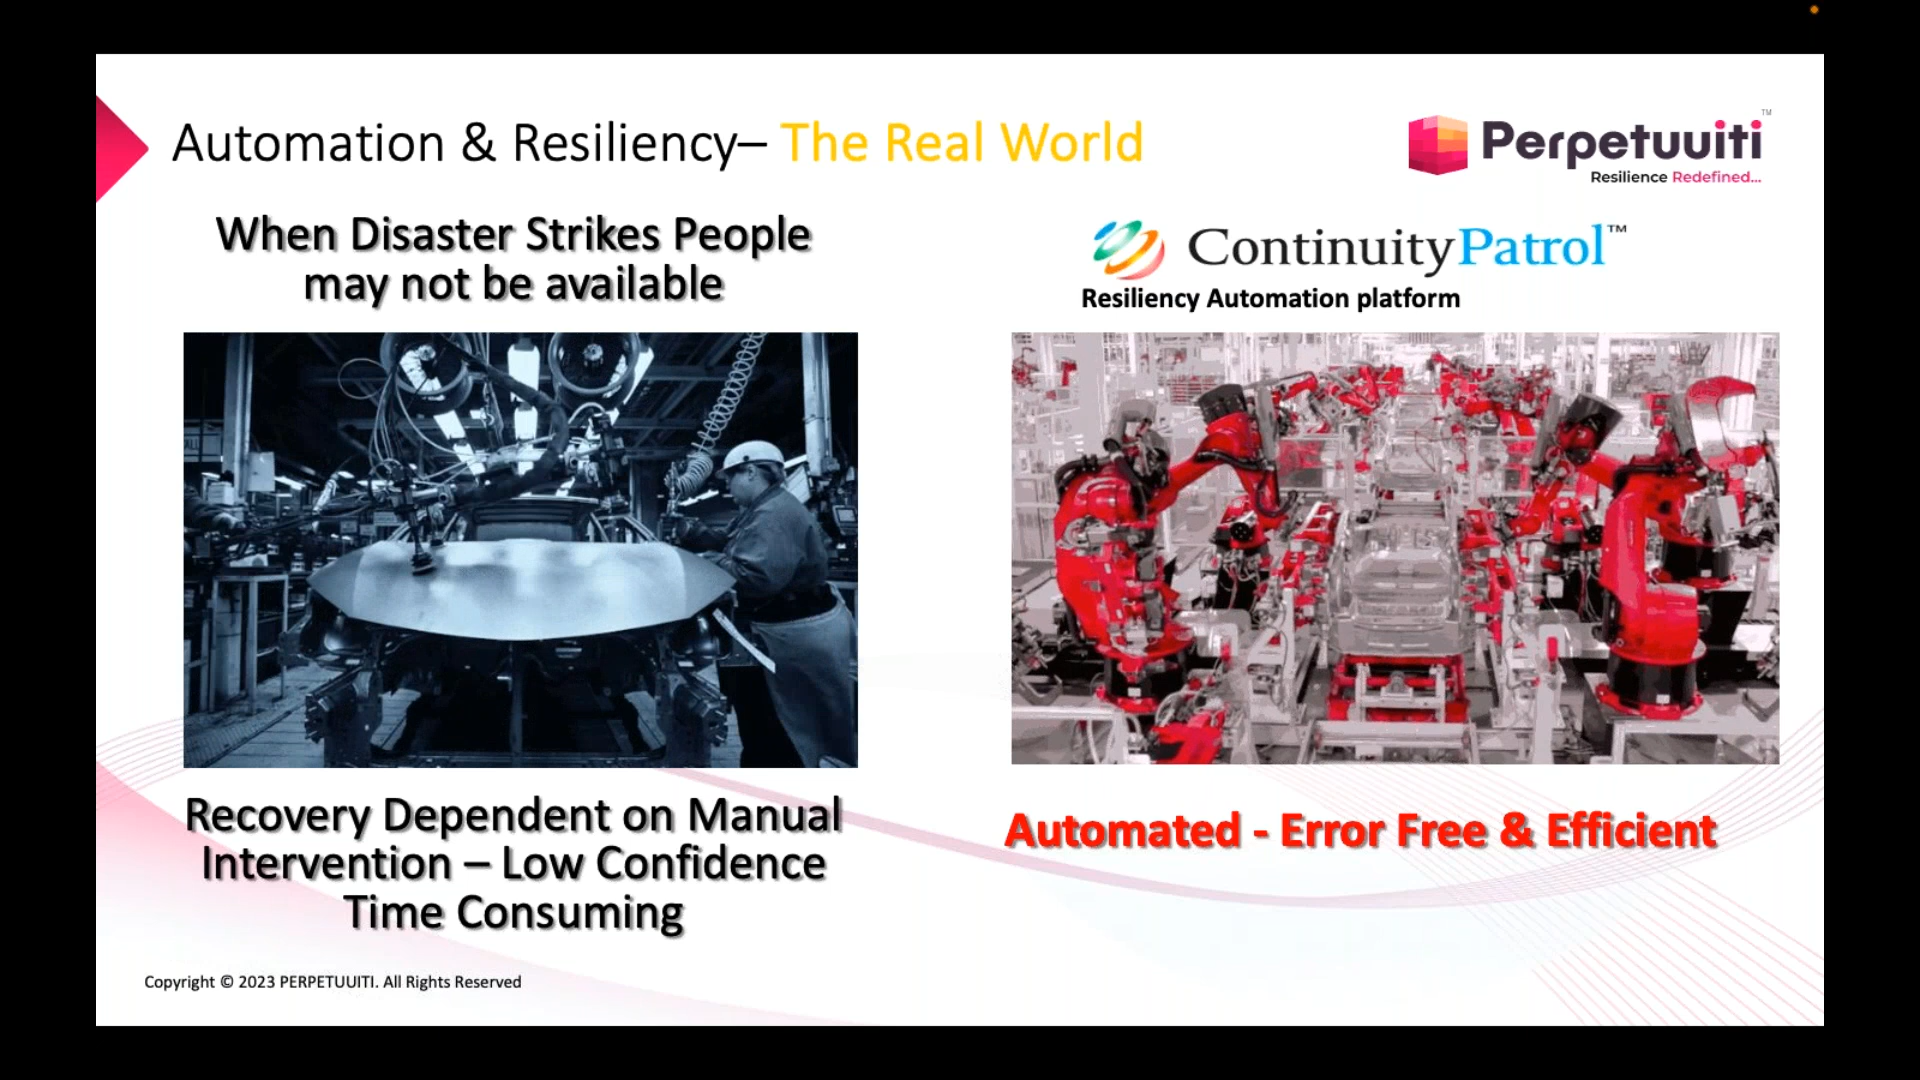 Automation & Resiliency– The Real World
Perpetuuiti™
Resilience Redefined...
When Disaster Strikes People
may not be available
ContinuityPatrol™
Resiliency Automation platform
Recovery Dependent on Manual
Intervention – Low Confidence
Time Consuming
Automated - Error Free & Efficient
Copyright © 2023 PERPETUUITI. All Rights Reserved